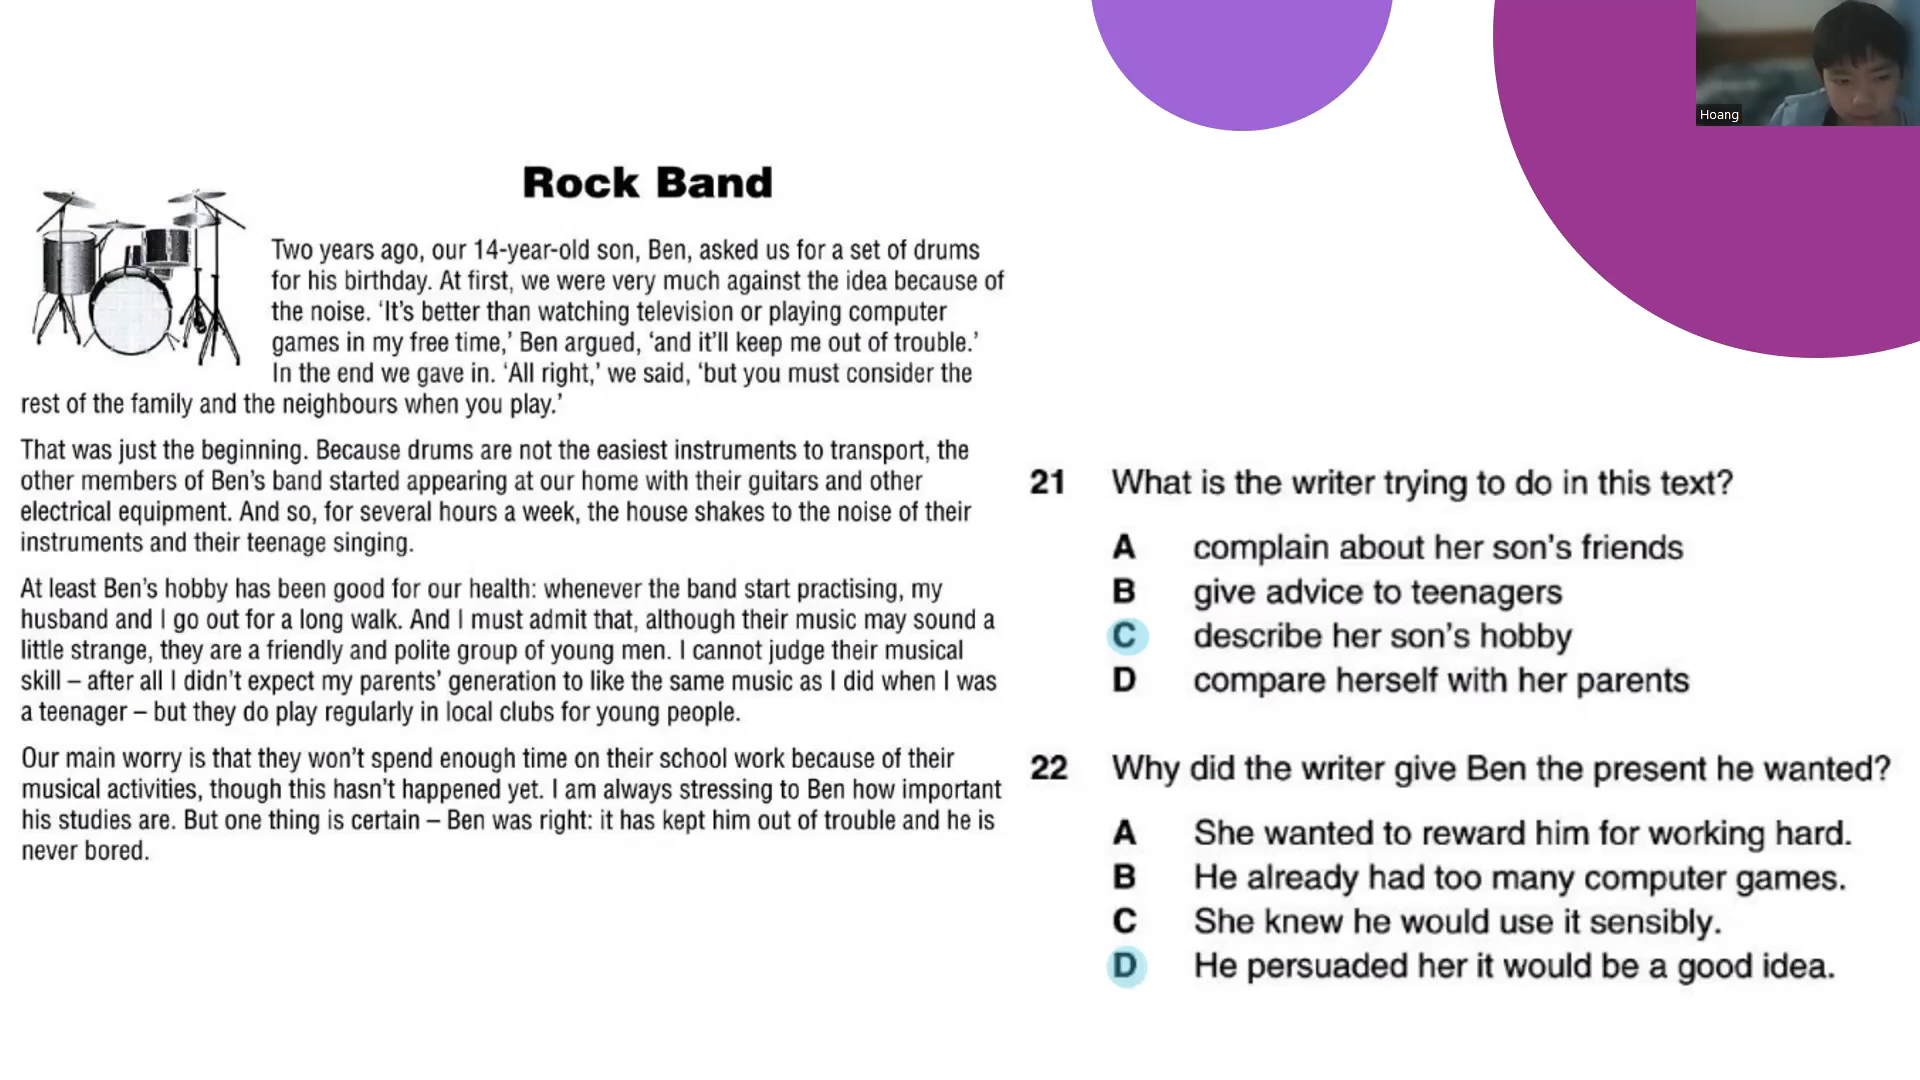 Hoang
Rock Band
Two years ago, our 14-year-old son, Ben, asked us for a set of drums
for his birthday. At first, we were very much against the idea because of
the noise. ‘It’s better than watching television or playing computer
games in my free time,’ Ben argued, ‘and it’ll keep me out of trouble.’
In the end we gave in. ‘All right,’ we said, ‘but you must consider the
rest of the family and the neighbours when you play.’
That was just the beginning. Because drums are not the easiest instruments to transport, the
other members of Ben’s band started appearing at our home with their guitars and other
electrical equipment. And so, for several hours a week, the house shakes to the noise of their
instruments and their teenage singing.
At least Ben’s hobby has been good for our health: whenever the band start practising, my
husband and I go out for a long walk. And I must admit that, although their music may sound a
little strange, they are a friendly and polite group of young men. I cannot judge their musical
skill – after all I didn’t expect my parents’ generation to like the same music as I did when I was
a teenager – but they do play regularly in local clubs for young people.
Our main worry is that they won’t spend enough time on their school work because of their
musical activities, though this hasn’t happened yet. I am always stressing to Ben how important
his studies are. But one thing is certain – Ben was right: it has kept him out of trouble and he is
never bored.
21 What is the writer trying to do in this text?
A complain about her son’s friends
B give advice to teenagers
C describe her son’s hobby
D compare herself with her parents
22 Why did the writer give Ben the present he wanted?
A She wanted to reward him for working hard.
B He already had too many computer games.
C She knew he would use it sensibly.
D He persuaded her it would be a good idea.